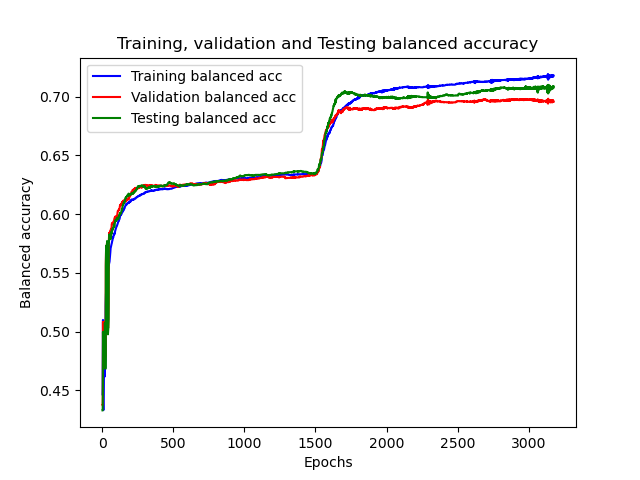 Training, validation and Testing balanced accuracy
Training balanced acc
Validation balanced acc
Testing balanced acc
Balanced accuracy
0.70
0.65
0.60
0.55
0.50
0.45
0
500
1000
1500
2000
2500
3000
Epochs